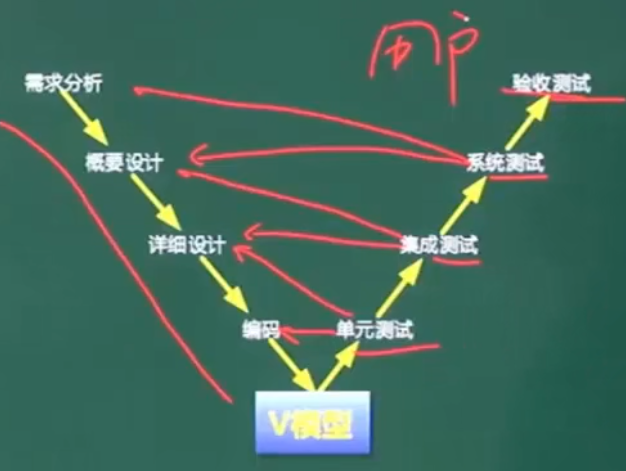 用户
需求分析
验收测试
概要设计
系统测试
详细设计
集成测试
编码
单元测试
V模型